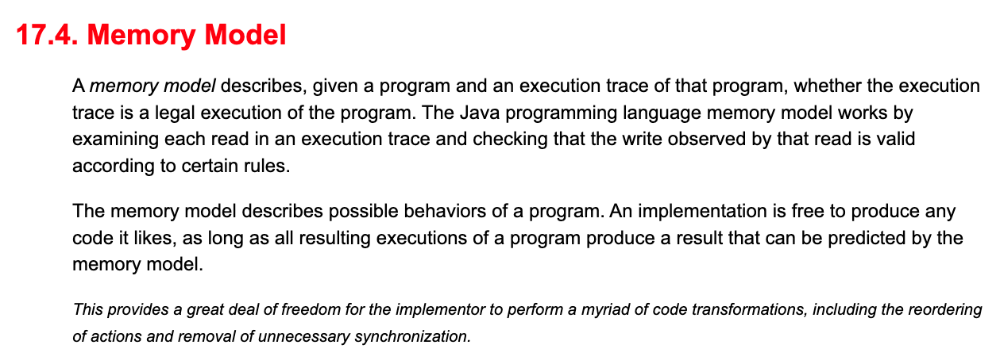 17.4. Memory Model
A memory model describes, given a program and an execution trace of that program, whether the execution
trace is a legal execution of the program. The Java programming language memory model works by
examining each read in an execution trace and checking that the write observed by that read is valid
according to certain rules.
The memory model describes possible behaviors of a program. An implementation is free to produce any
code it likes, as long as all resulting executions of a program produce a result that can be predicted by the
memory model.
This provides a great deal of freedom for the implementor to perform a myriad of code transformations, including the reordering
of actions and removal of unnecessary synchronization.